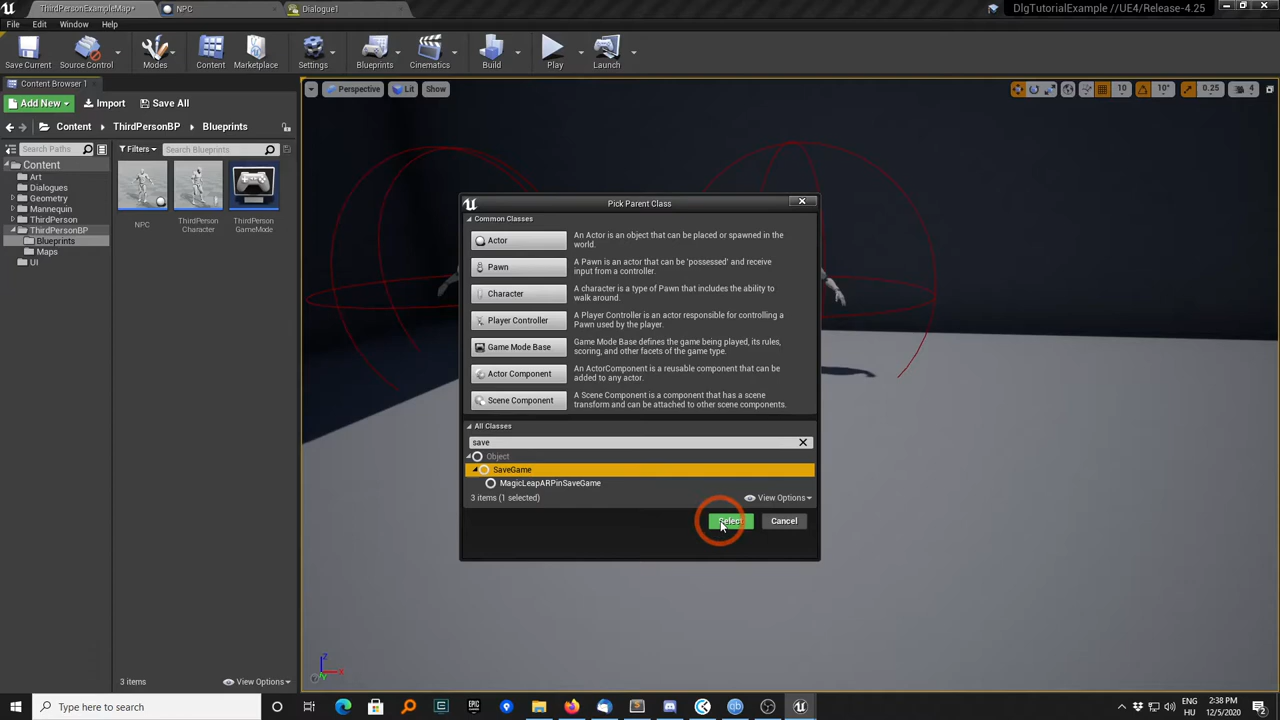 ThirdPersonExampleMap*
NPC
Dialogue1
DlgTutorialExample //UE4/Release-4.25
File Edit Window Help
Save Current
Source Control
Modes
Content
Marketplace
Settings
Blueprints
Cinematics
Build
Play
Launch
Content Browser 1
Add New
Import
Save All
Content
ThirdPersonBP
Blueprints
Search Paths
Filters
Search Blueprints
Content
Art
Dialogues
Geometry
Mannequin
ThirdPerson
ThirdPersonBP
Blueprints
Maps
UI
NPC
ThirdPerson
Character
ThirdPerson
GameMode
3 items
View Options
Perspective
Lit
Show
10
10°
0.25
4
Pick Parent Class
Common Classes
Actor
An Actor is an object that can be placed or spawned in the
world.
Pawn
A Pawn is an actor that can be 'possessed' and receive
input from a controller.
Character
A character is a type of Pawn that includes the ability to
walk around.
Player Controller
A Player Controller is an actor responsible for controlling a
Pawn used by the player.
Game Mode Base
Game Mode Base defines the game being played, its rules,
scoring, and other facets of the game type.
Actor Component
An ActorComponent is a reusable component that can be
added to any actor.
Scene Component
A Scene Component is a component that has a scene
transform and can be attached to other scene components.
All Classes
save
Object
SaveGame
MagicLeapARPinSaveGame
3 items (1 selected)
View Options
Select
Cancel
Z
X
Y
Type here to search
ENG
HU
2:38 PM
12/5/2020